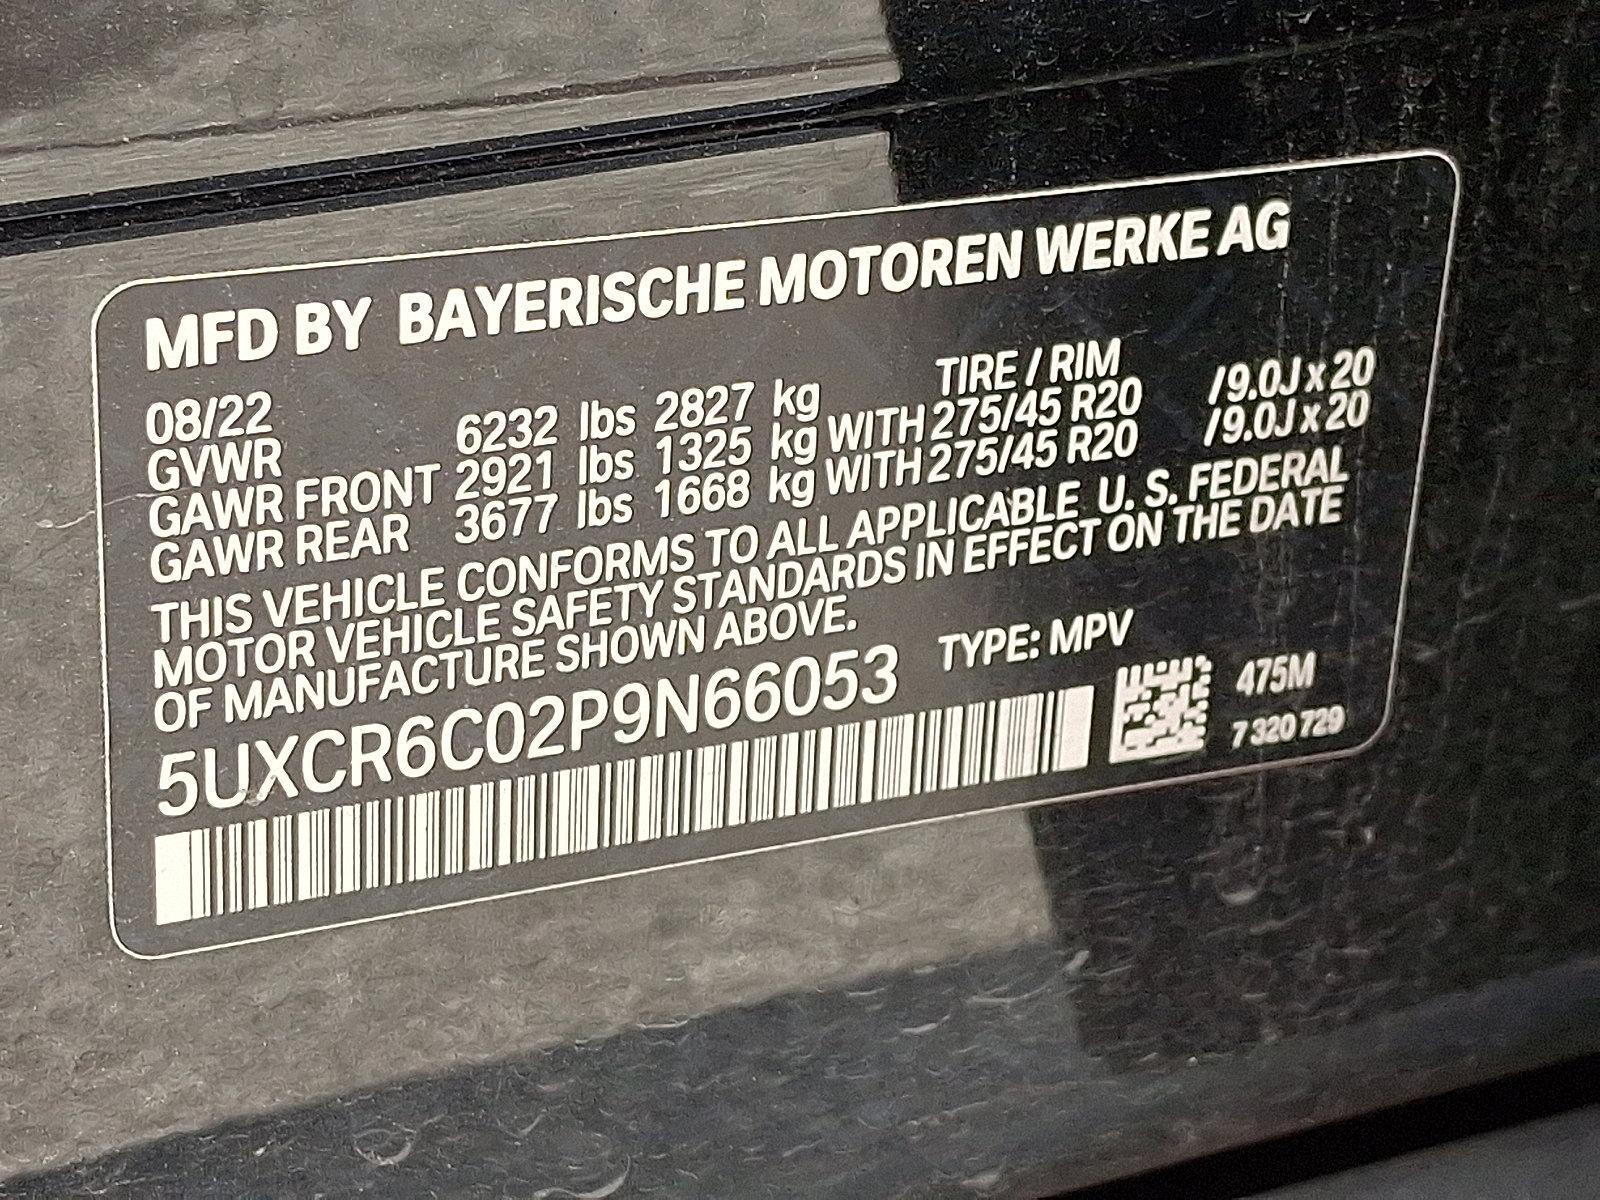 MFD BY BAYERISCHE MOTOREN WERKE AG
08/22 TIRE / RIM
GVWR 6232 lbs 2827 kg
GAWR FRONT 2921 lbs 1325 kg WITH 275/45 R20 /9.0J x 20
GAWR REAR 3677 lbs 1668 kg WITH 275/45 R20 /9.0J x 20
THIS VEHICLE CONFORMS TO ALL APPLICABLE U. S. FEDERAL
MOTOR VEHICLE SAFETY STANDARDS IN EFFECT ON THE DATE
OF MANUFACTURE SHOWN ABOVE.
5UXCR6C02P9N66053 TYPE: MPV
475M
7 320 729